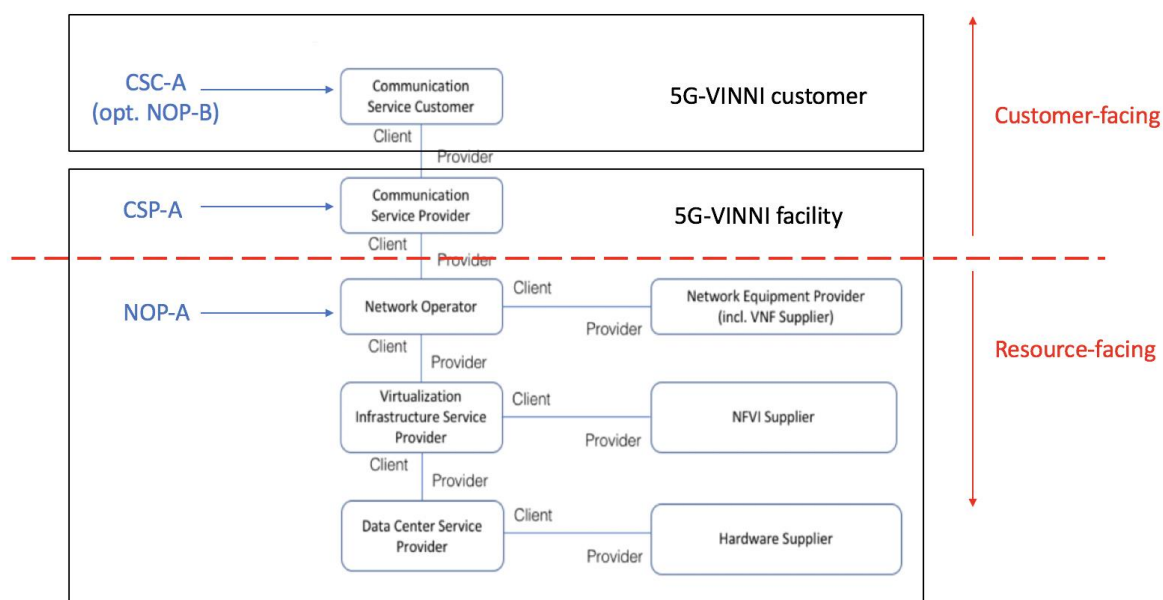 CSC-A
(opt. NOP-B)
Communication
Service Customer
5G-VINNI customer
Customer-facing
Client
Provider
CSP-A
Communication
Service Provider
5G-VINNI facility
Client
Provider
NOP-A
Network Operator
Client
Provider
Network Equipment Provider
(incl. VNF Supplier)
Resource-facing
Client
Provider
Virtualization
Infrastructure Service
Provider
Client
Provider
NFVI Supplier
Client
Provider
Data Center Service
Provider
Client
Provider
Hardware Supplier